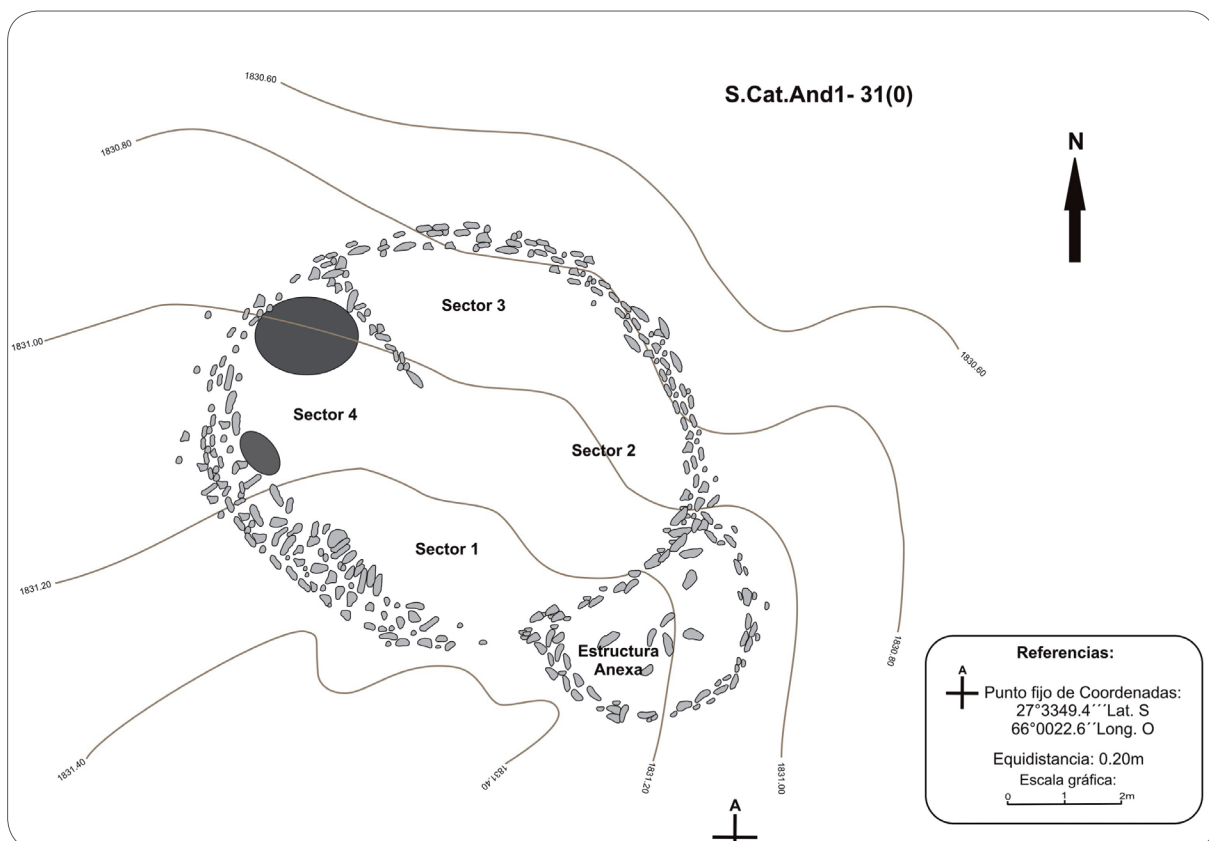 S.Cat.And1- 31(0)
N
1830.60
1830.80
1831.00
1831.20
1831.40
1831.40
1831.20
1831.00
1830.80
1830.60
Sector 3
Sector 4
Sector 2
Sector 1
Estructura
Anexa
A
Referencias:
A
Punto fijo de Coordenadas:
27°3349.4´´´Lat. S
66°0022.6´´Long. O
Equidistancia: 0.20m
Escala gráfica:
0 1 2m